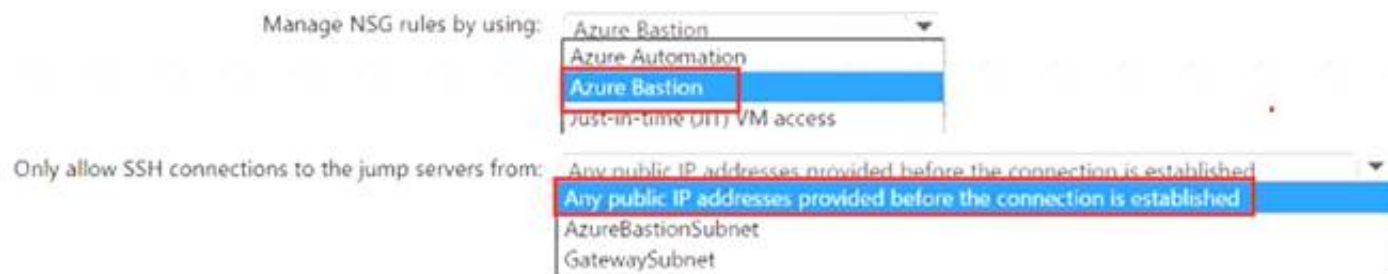 Manage NSG rules by using: Azure Bastion
Azure Automation
Azure Bastion
Just-in-time (JIT) VM access
Only allow SSH connections to the jump servers from: Any public IP addresses provided before the connection is established
Any public IP addresses provided before the connection is established
AzureBastionSubnet
GatewaySubnet